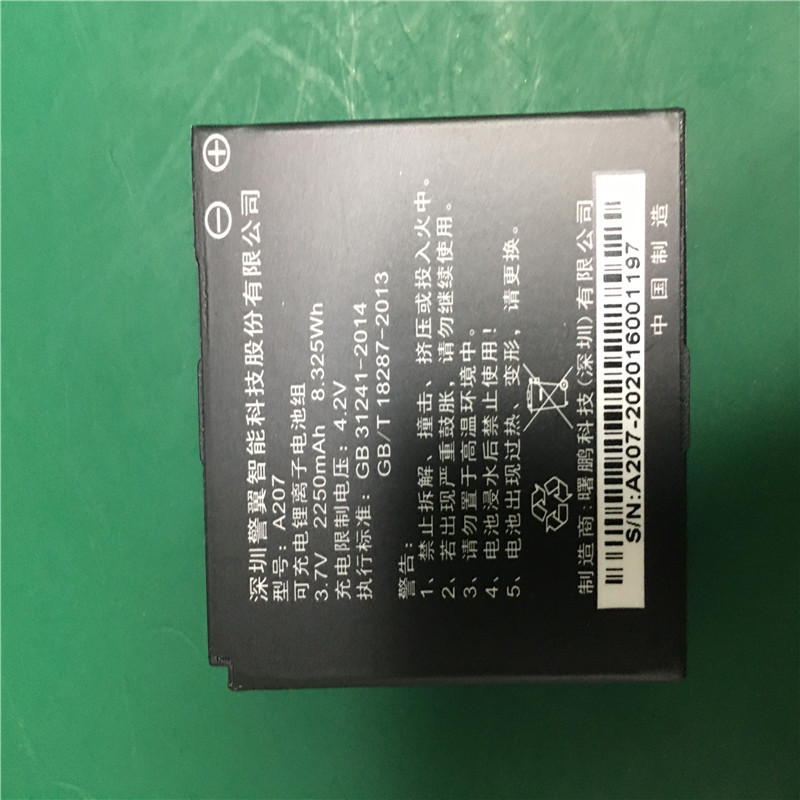 深圳警翼智能科技股份有限公司
型号: A207
可充电锂离子电池组
3.7V 2250mAh 8.325Wh
充电限制电压: 4.2V
执行标准: GB 31241-2014
GB/T 18287-2013
警告:
1、禁止拆解、撞击、挤压或投入火中。
2、若出现严重鼓胀，请勿继续使用。
3、请勿置于高温环境中。
4、电池浸水后禁止使用！
5、电池出现过热、变形，请更换。
制造商: 曙鹏科技(深圳)有限公司
S/N:A207-2020160001197
中国制造